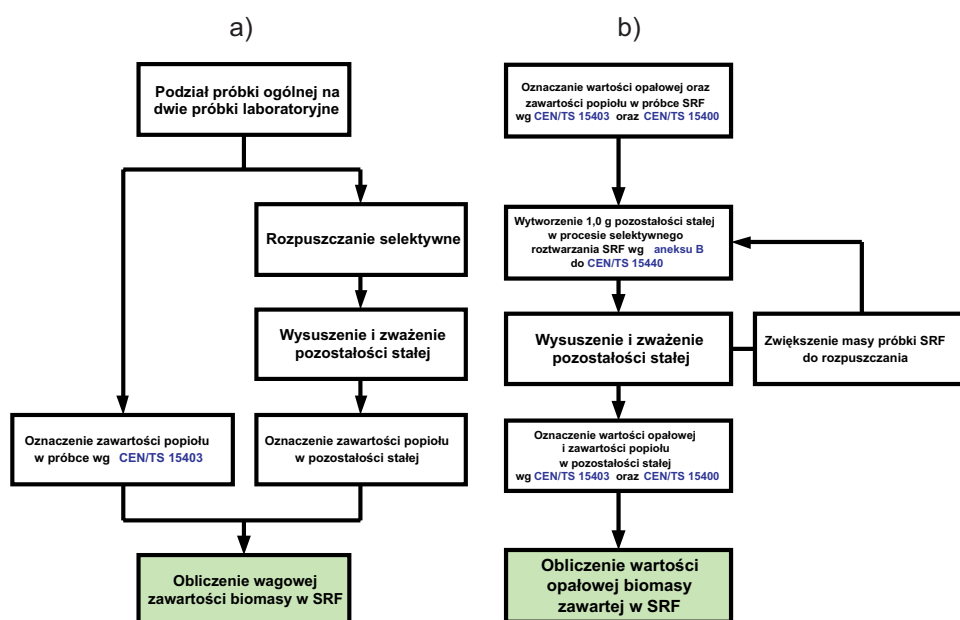 a)
Podział próbki ogólnej na
dwie próbki laboratoryjne
Rozpuszczanie selektywne
Wysuszenie i zważenie
pozostałości stałej
Oznaczenie zawartości popiołu
w próbce wg CEN/TS 15403
Oznaczenie zawartości popiołu
w pozostałości stałej
Obliczenie wagowej
zawartości biomasy w SRF
b)
Oznaczanie wartości opałowej oraz
zawartości popiołu w próbce SRF
wg CEN/TS 15403 oraz CEN/TS 15400
Wytworzenie 1,0 g pozostałości stałej
w procesie selektywnego
roztwarzania SRF wg aneksu B
do CEN/TS 15440
Wysuszenie i zważenie
pozostałości stałej
Zwiększenie masy próbki SRF
do rozpuszczania
Oznaczenie wartości opałowej
i zawartości popiołu
w pozostałości stałej
wg CEN/TS 15403 oraz CEN/TS 15400
Obliczenie wartości
opałowej biomasy
zawartej w SRF